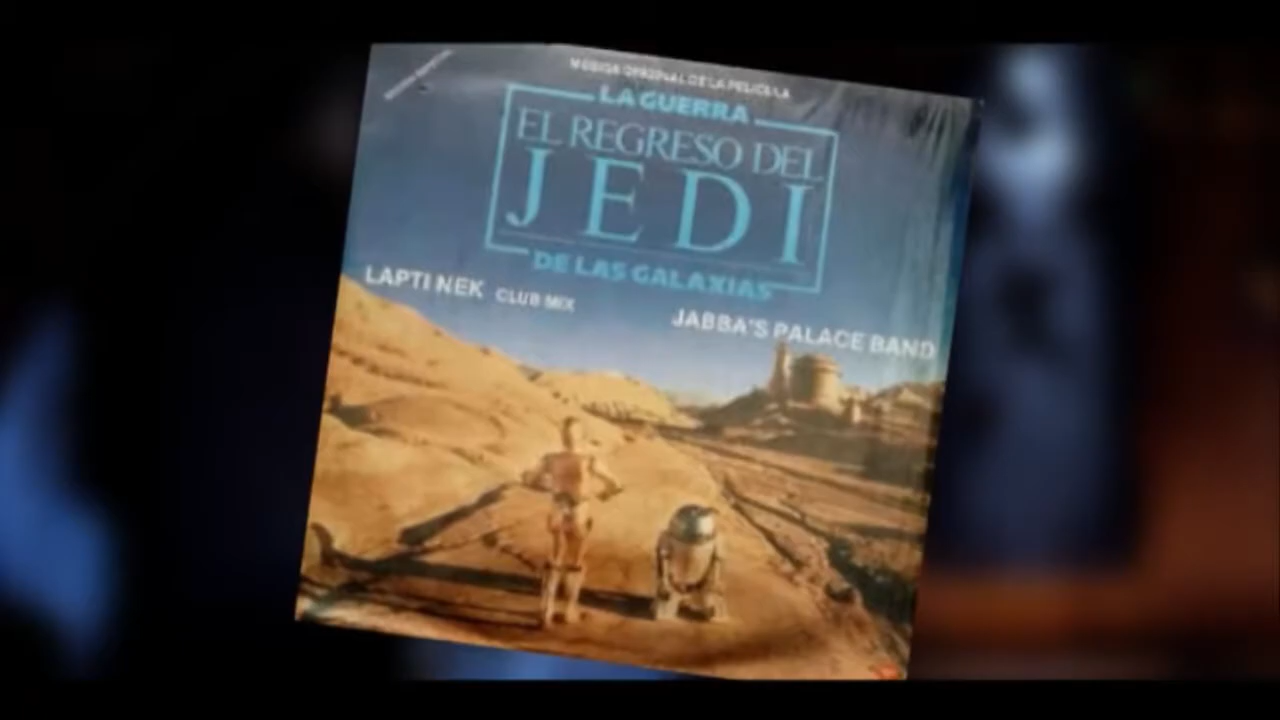 MÚSICA ORIGINAL DE LA PELICULA
LA GUERRA
EL REGRESO DEL
JEDI
DE LAS GALAXIAS
LAPTI NEK CLUB MIX
JABBA'S PALACE BAND